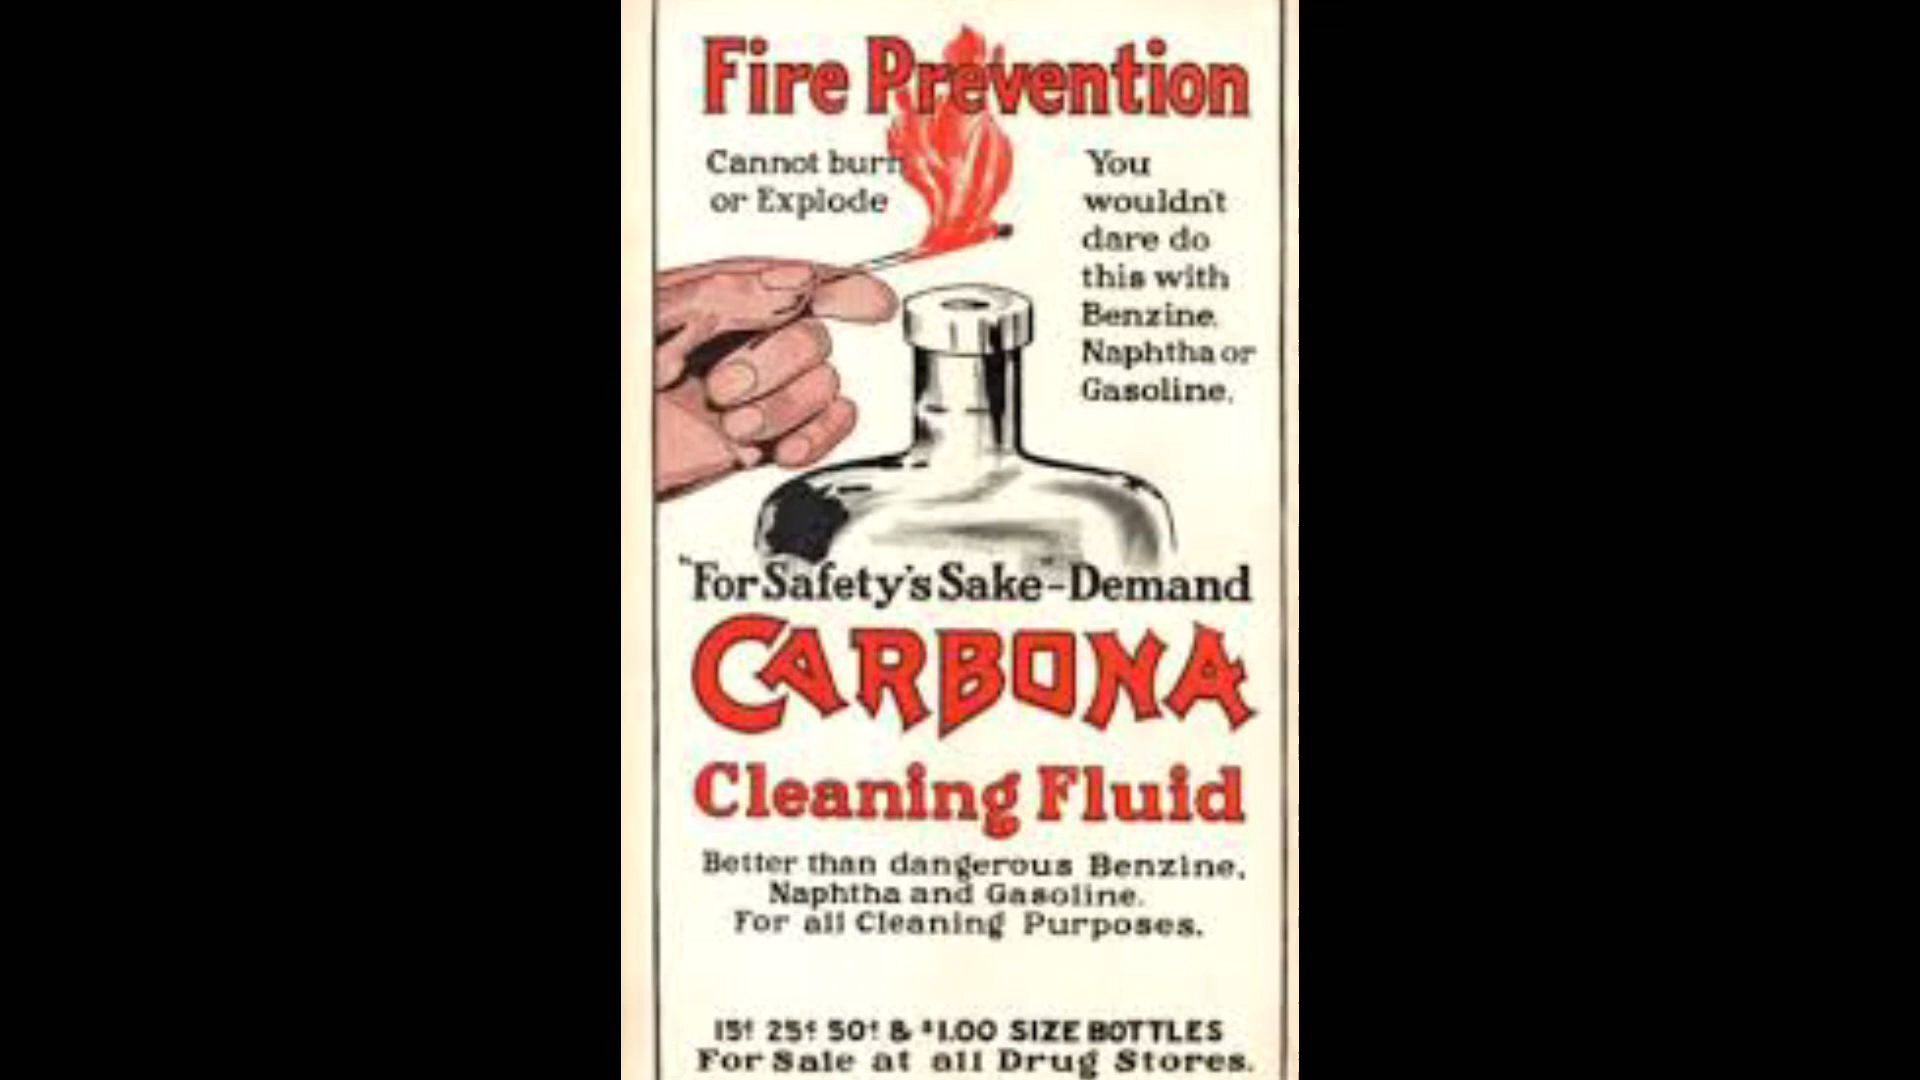 Fire Prevention
Cannot burn
or Explode
You
wouldn't
dare do
this with
Benzine.
Naphtha or
Gasoline.
"For Safety's Sake"-Demand
CARBONA
Cleaning Fluid
Better than dangerous Benzine,
Naphtha and Gasoline.
For all Cleaning Purposes.
15¢ 25¢ 50¢ & $1.00 SIZE BOTTLES
For Sale at all Drug Stores.